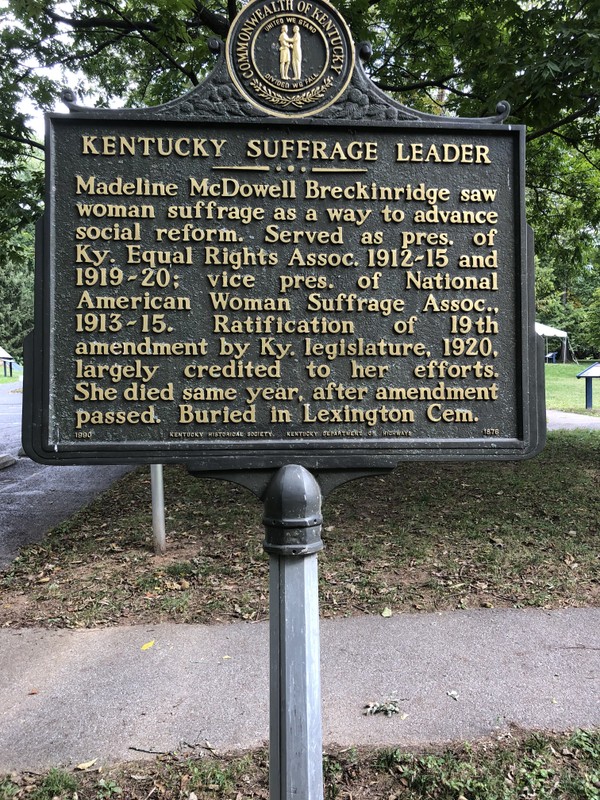 COMMONWEALTH OF KENTUCKY
UNITED WE STAND
DIVIDED WE FALL
KENTUCKY SUFFRAGE LEADER
Madeline McDowell Breckinridge saw
woman suffrage as a way to advance
social reform. Served as pres. of
Ky. Equal Rights Assoc. 1912-15 and
1919-20; vice pres. of National
American Woman Suffrage Assoc.,
1913-15. Ratification of 19th
amendment by Ky. legislature, 1920,
largely credited to her efforts.
She died same year, after amendment
passed. Buried in Lexington Cem.
1990 KENTUCKY HISTORICAL SOCIETY KENTUCKY DEPARTMENT OF HIGHWAYS 1876